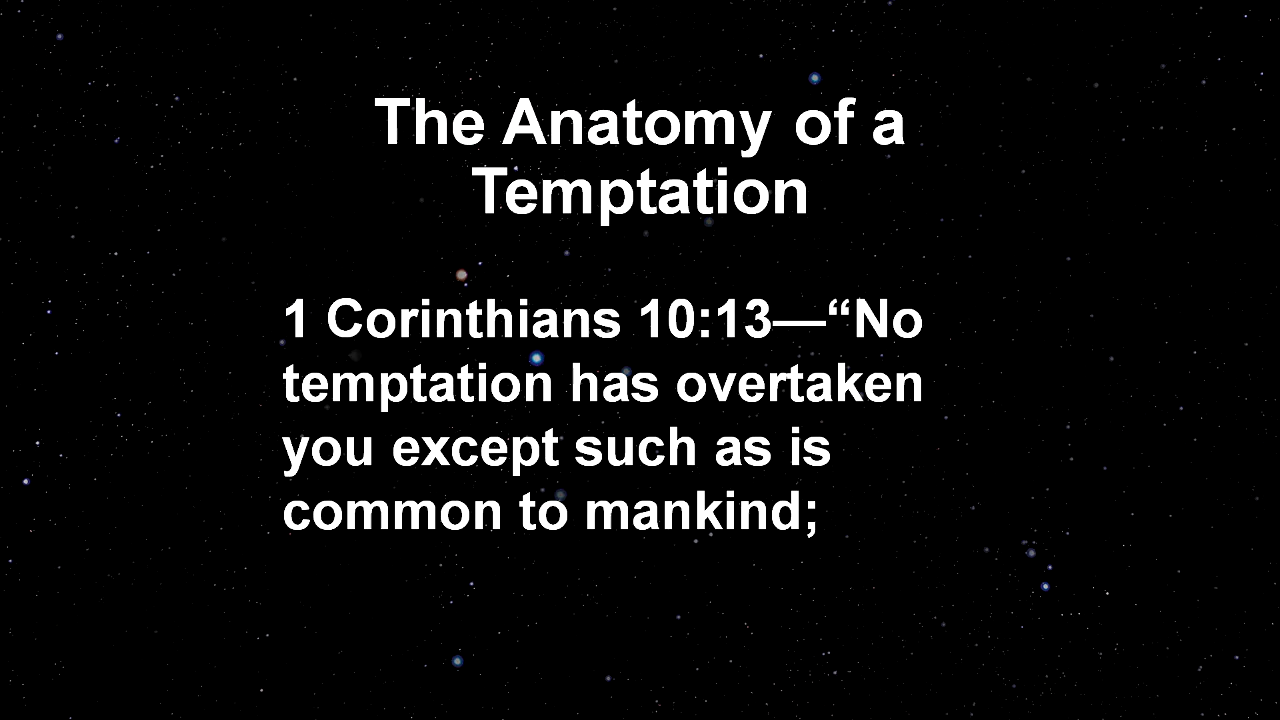 The Anatomy of a
Temptation
1 Corinthians 10:13—“No
temptation has overtaken
you except such as is
common to mankind;